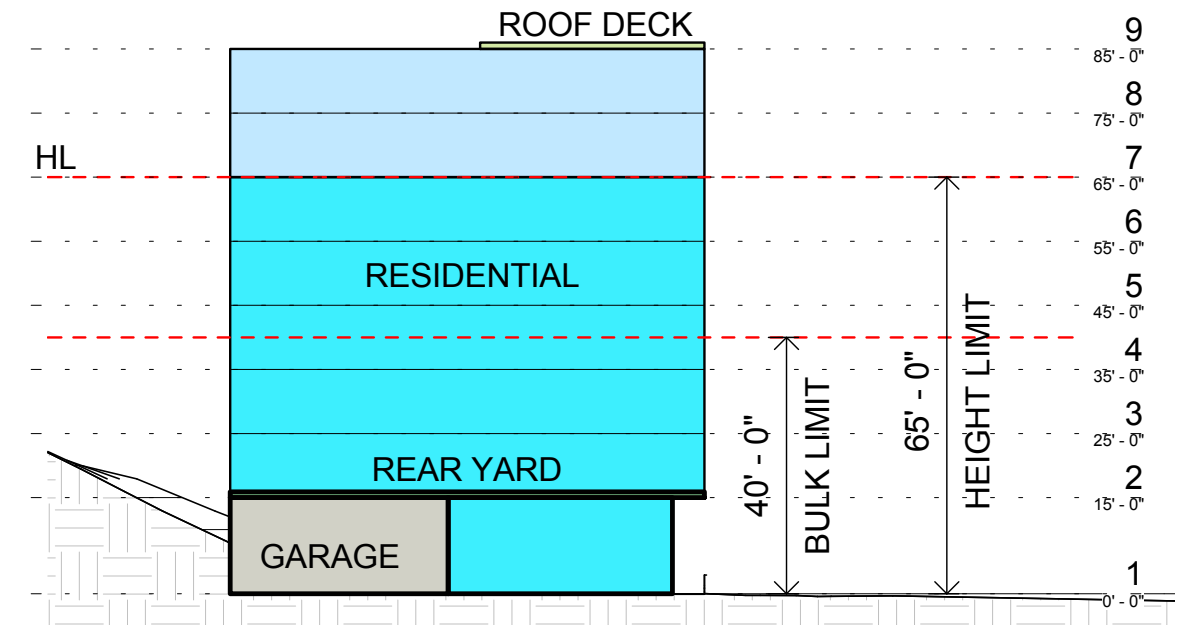 ROOF DECK
9
85' - 0"
8
75' - 0"
HL
7
65' - 0"
6
55' - 0"
RESIDENTIAL
5
45' - 0"
4
35' - 0"
3
25' - 0"
REAR YARD
2
15' - 0"
40' - 0"
BULK LIMIT
65' - 0"
HEIGHT LIMIT
GARAGE
1
0' - 0"